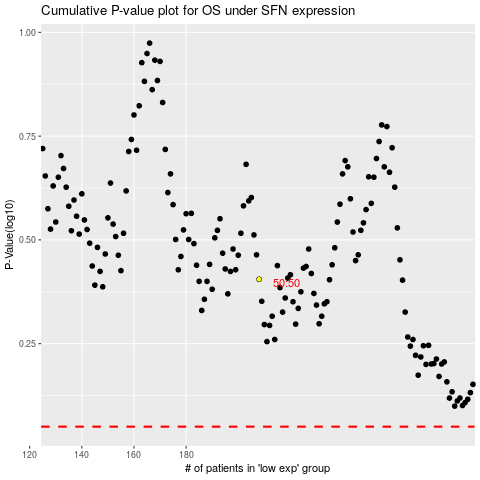 Cumulative P-value plot for OS under SFN expression
P-Value(log10)
1.00
0.75
0.50
0.25
50:50
120 140 160 180
# of patients in 'low exp' group